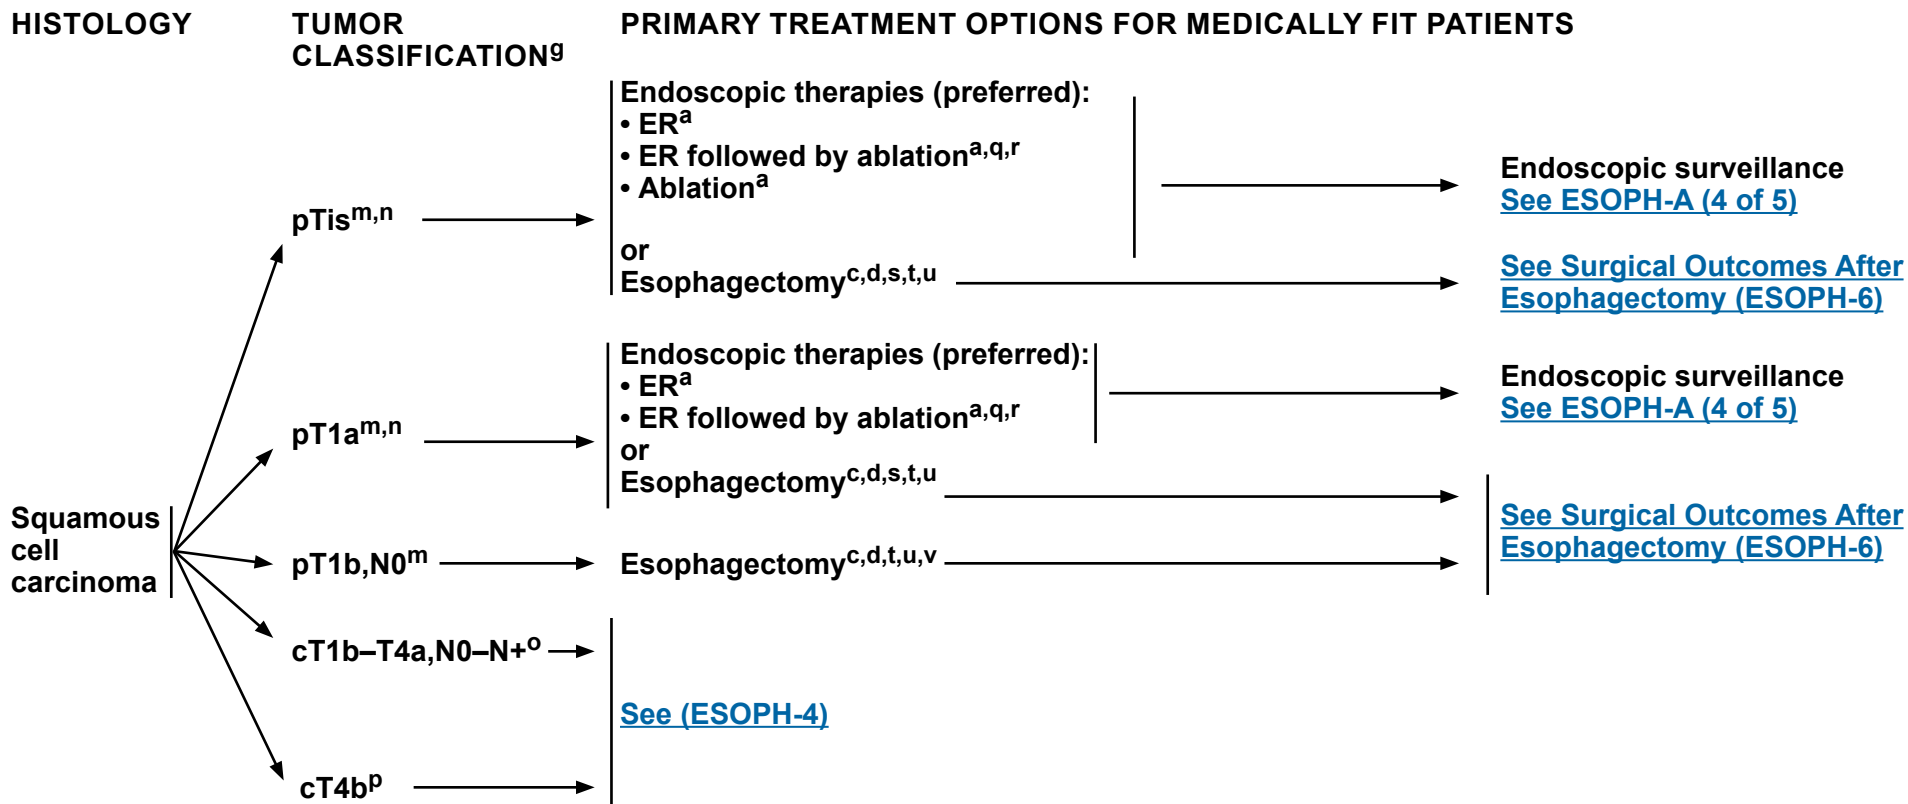 HISTOLOGY
TUMOR
CLASSIFICATIONg
PRIMARY TREATMENT OPTIONS FOR MEDICALLY FIT PATIENTS
Squamous
cell
carcinoma
pTism,n
Endoscopic therapies (preferred):
• ERa
• ER followed by ablationa,q,r
• Ablationa
or
Esophagectomyc,d,s,t,u
Endoscopic surveillance
See ESOPH-A (4 of 5)
See Surgical Outcomes After
Esophagectomy (ESOPH-6)
pT1am,n
Endoscopic therapies (preferred):
• ERa
• ER followed by ablationa,q,r
or
Esophagectomyc,d,s,t,u
Endoscopic surveillance
See ESOPH-A (4 of 5)
pT1b,N0m
Esophagectomyc,d,t,u,v
See Surgical Outcomes After
Esophagectomy (ESOPH-6)
cT1b–T4a,N0–N+o
cT4bp
See (ESOPH-4)